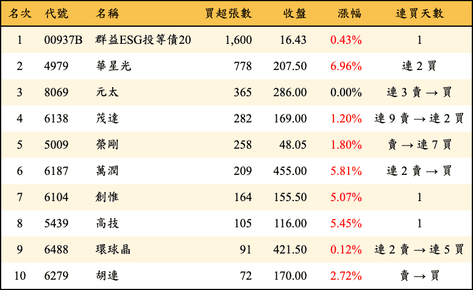 名次 代號 名稱 買超張數 收盤 漲幅 連買天數
1 00937B 群益ESG投等債20 1,600 16.43 0.43% 1
2 4979 華星光 778 207.50 6.96% 連 2 買
3 8069 元太 365 286.00 0.00% 連 3 賣 → 買
4 6138 茂達 282 169.00 1.20% 連 9 賣 → 連 2 買
5 5009 榮剛 258 48.05 1.80% 賣 → 連 7 買
6 6187 萬潤 209 455.00 5.81% 連 2 賣 → 買
7 6104 創惟 164 155.50 5.07% 1
8 5439 高技 105 116.00 5.45% 1
9 6488 環球晶 91 421.50 0.12% 連 2 賣 → 連 5 買
10 6279 胡連 72 170.00 2.72% 賣 → 買